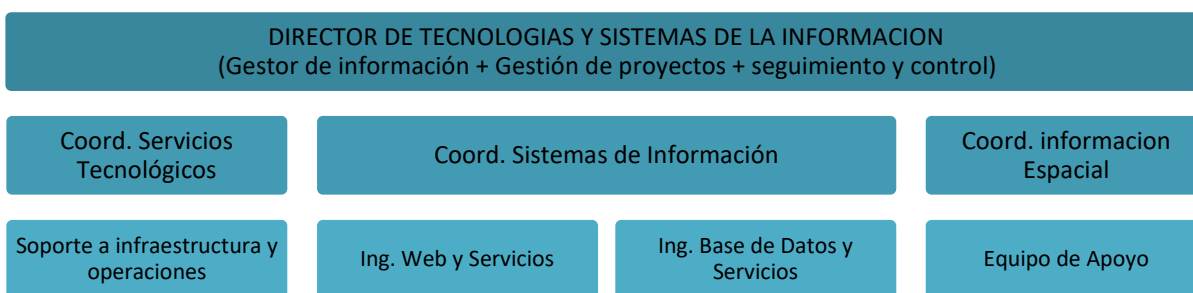 DIRECTOR DE TECNOLOGIAS Y SISTEMAS DE LA INFORMACION
(Gestor de información + Gestión de proyectos + seguimiento y control)
Coord. Servicios
Tecnológicos
Coord. Sistemas de Información
Coord. informacion
Espacial
Soporte a infraestructura y
operaciones
Ing. Web y Servicios
Ing. Base de Datos y
Servicios
Equipo de Apoyo